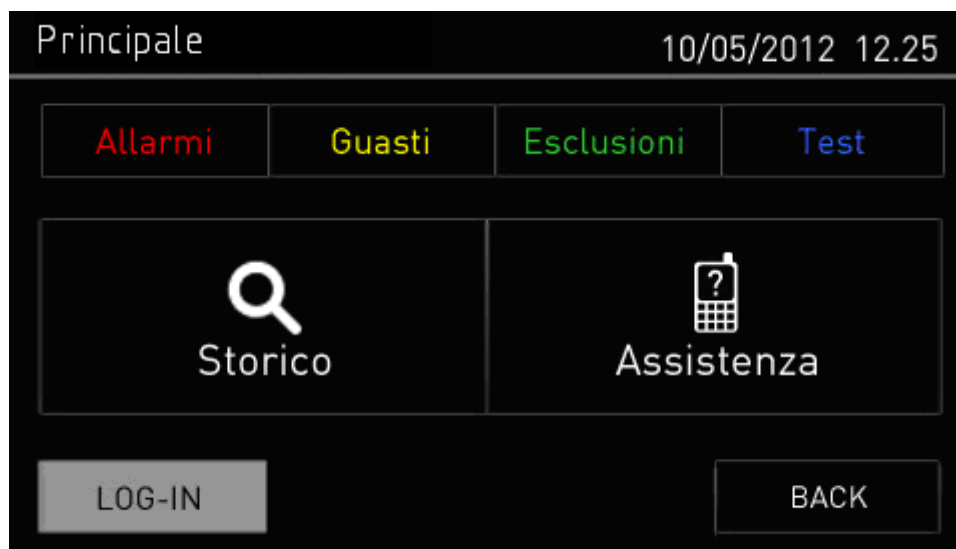 Principale 10/05/2012 12.25
Allarmi Guasti Esclusioni Test
?
Storico Assistenza
LOG-IN BACK